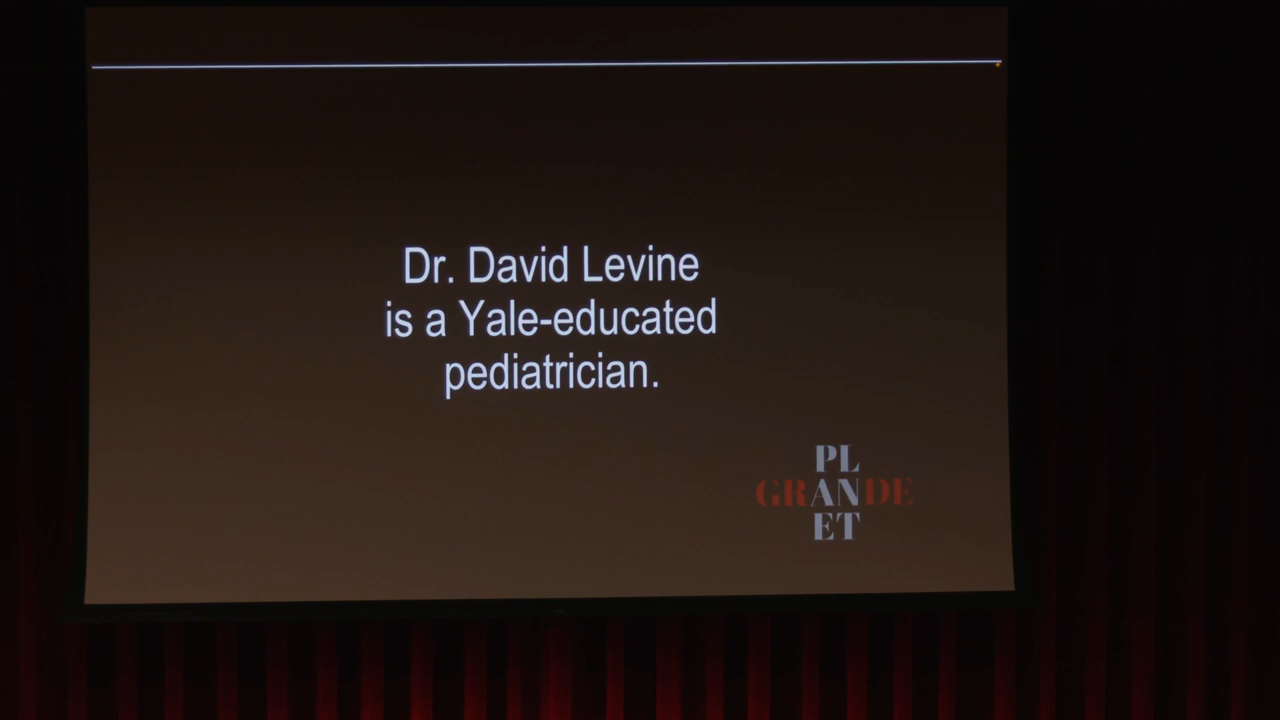 Dr. David Levine
is a Yale-educated
pediatrician.
PL
GRANDE
ET